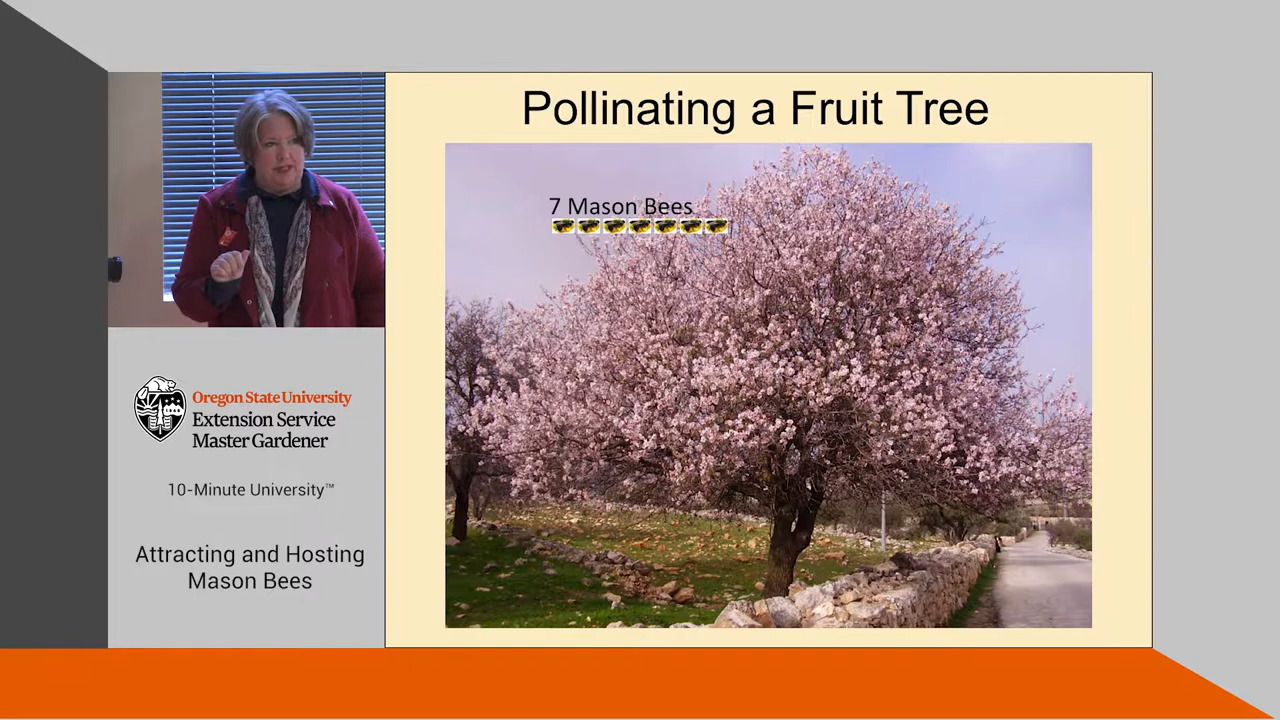 Pollinating a Fruit Tree
7 Mason Bees
Oregon State University
Extension Service
Master Gardener
10-Minute University™
Attracting and Hosting
Mason Bees